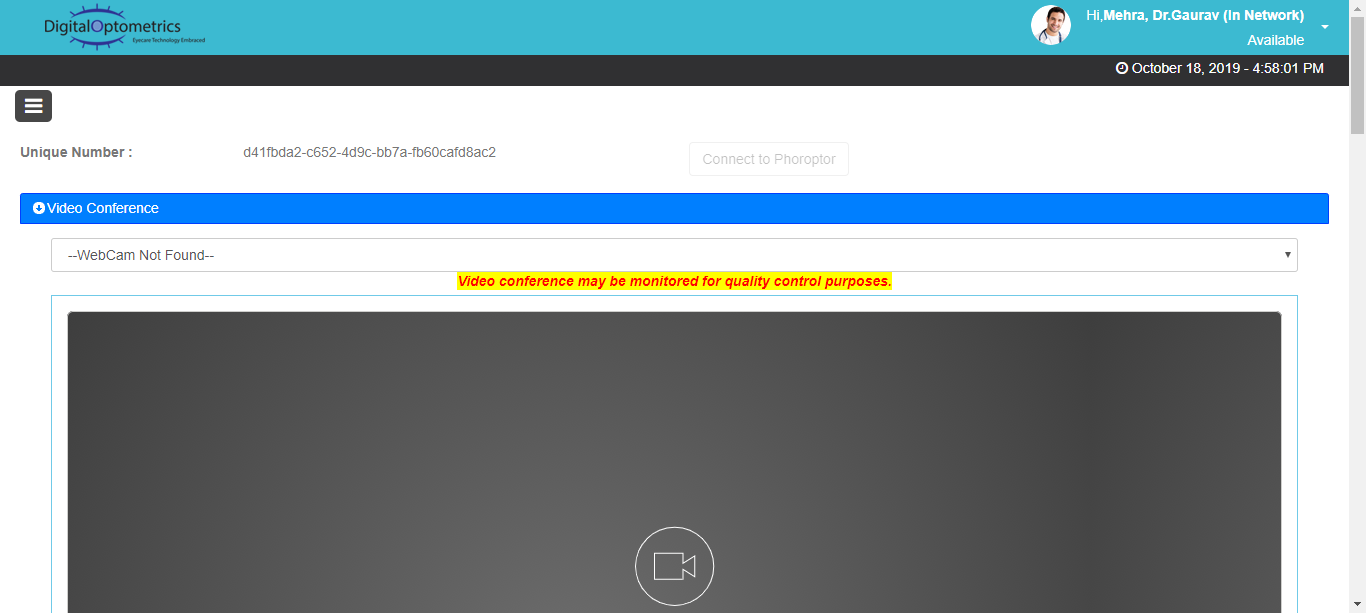 DigitalOptometrics
Eyecare Technology Embraced
Hi,Mehra, Dr.Gaurav (In Network)
Available
October 18, 2019 - 4:58:01 PM
Unique Number :
d41fbda2-c652-4d9c-bb7a-fb60cafd8ac2
Connect to Phoroptor
Video Conference
--WebCam Not Found--
Video conference may be monitored for quality control purposes.